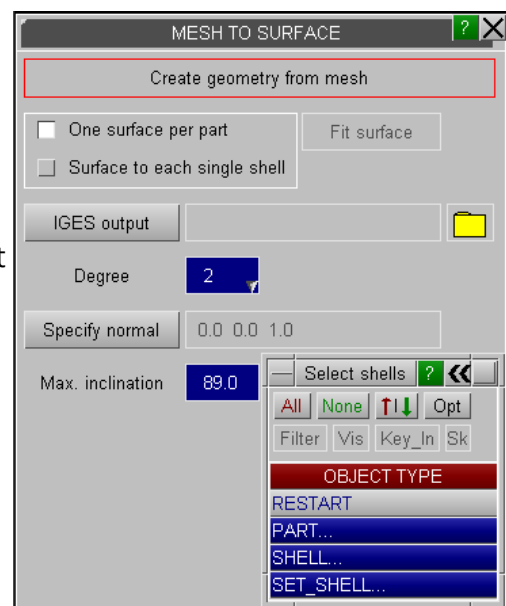 MESH TO SURFACE ?
Create geometry from mesh
One surface per part Fit surface
Surface to each single shell
IGES output
t
Degree 2
Specify normal 0.0 0.0 1.0
Max. inclination 89.0
Select shells ?
All None Opt
Filter Vis Key_In Sk
OBJECT TYPE
RESTART
PART...
SHELL...
SET_SHELL...